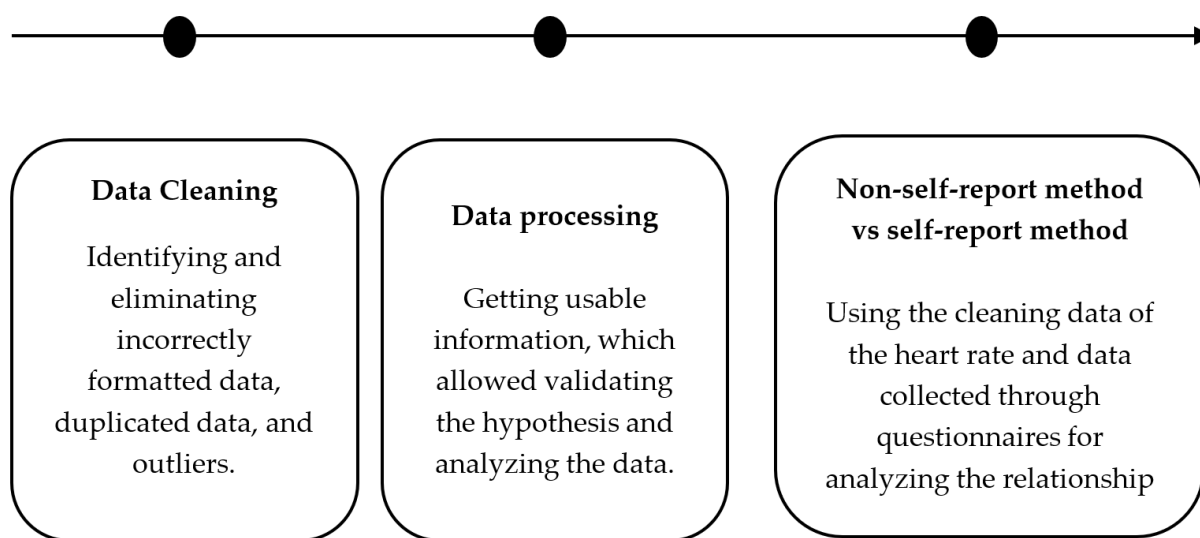 Data Cleaning
Identifying and
eliminating
incorrectly
formatted data,
duplicated data, and
outliers.
Data processing
Getting usable
information, which
allowed validating
the hypothesis and
analyzing the data.
Non-self-report method
vs self-report method
Using the cleaning data of
the heart rate and data
collected through
questionnaires for
analyzing the relationship